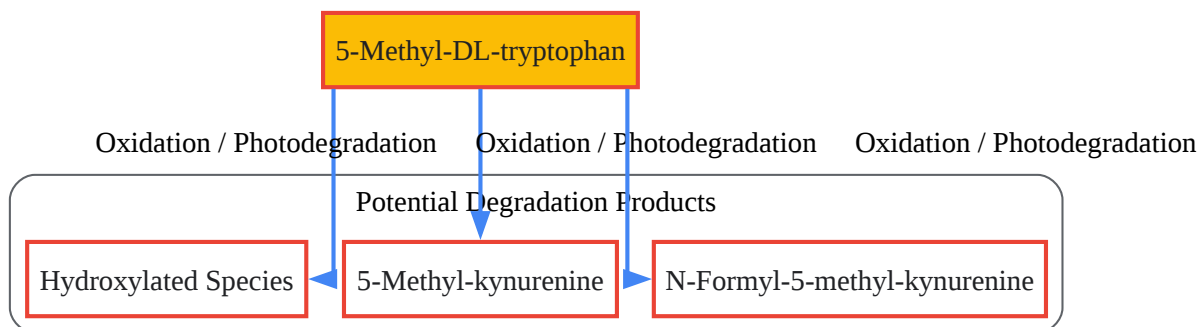 5-Methyl-DL-tryptophan
Oxidation / Photodegradation Oxidation / Photodegradation Oxidation / Photodegradation
Potential Degradation Products
Hydroxylated Species 5-Methyl-kynurenine N-Formyl-5-methyl-kynurenine